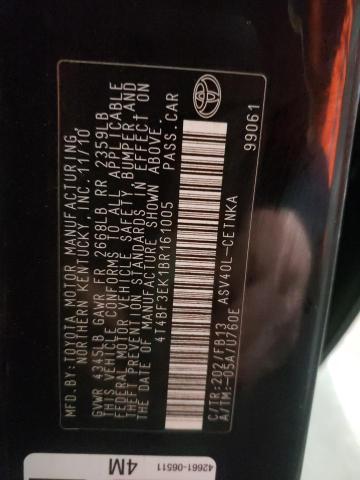 MFD. BY: TOYOTA MOTOR MANUFACTURING
NORTHERN KENTUCKY, INC. 11/10
GVWR 4345LB GAWR FR 2668LB RR 2359LB
THIS VEHICLE CONFORMS TO ALL APPLICABLE
FEDERAL MOTOR VEHICLE SAFETY, BUMPER, AND
THEFT PREVENTION STANDARDS IN EFFECT ON
THE DATE OF MANUFACTURE SHOWN ABOVE.
4T4BF3EK1BR161005 PASS.CAR
C/TR:202/FB13 ASV40L-CETNKA
A/TM:-05A/U760E
99061
42661-06511
4M